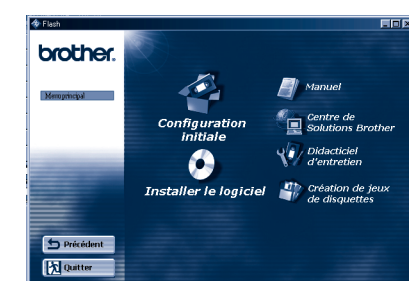 Flash
brother.
Menu principal
Configuration
initiale
Installer le logiciel
Manuel
Centre de
Solutions Brother
Didacticiel
d'entretien
Création de jeux
de disquettes
Précédent
Quitter